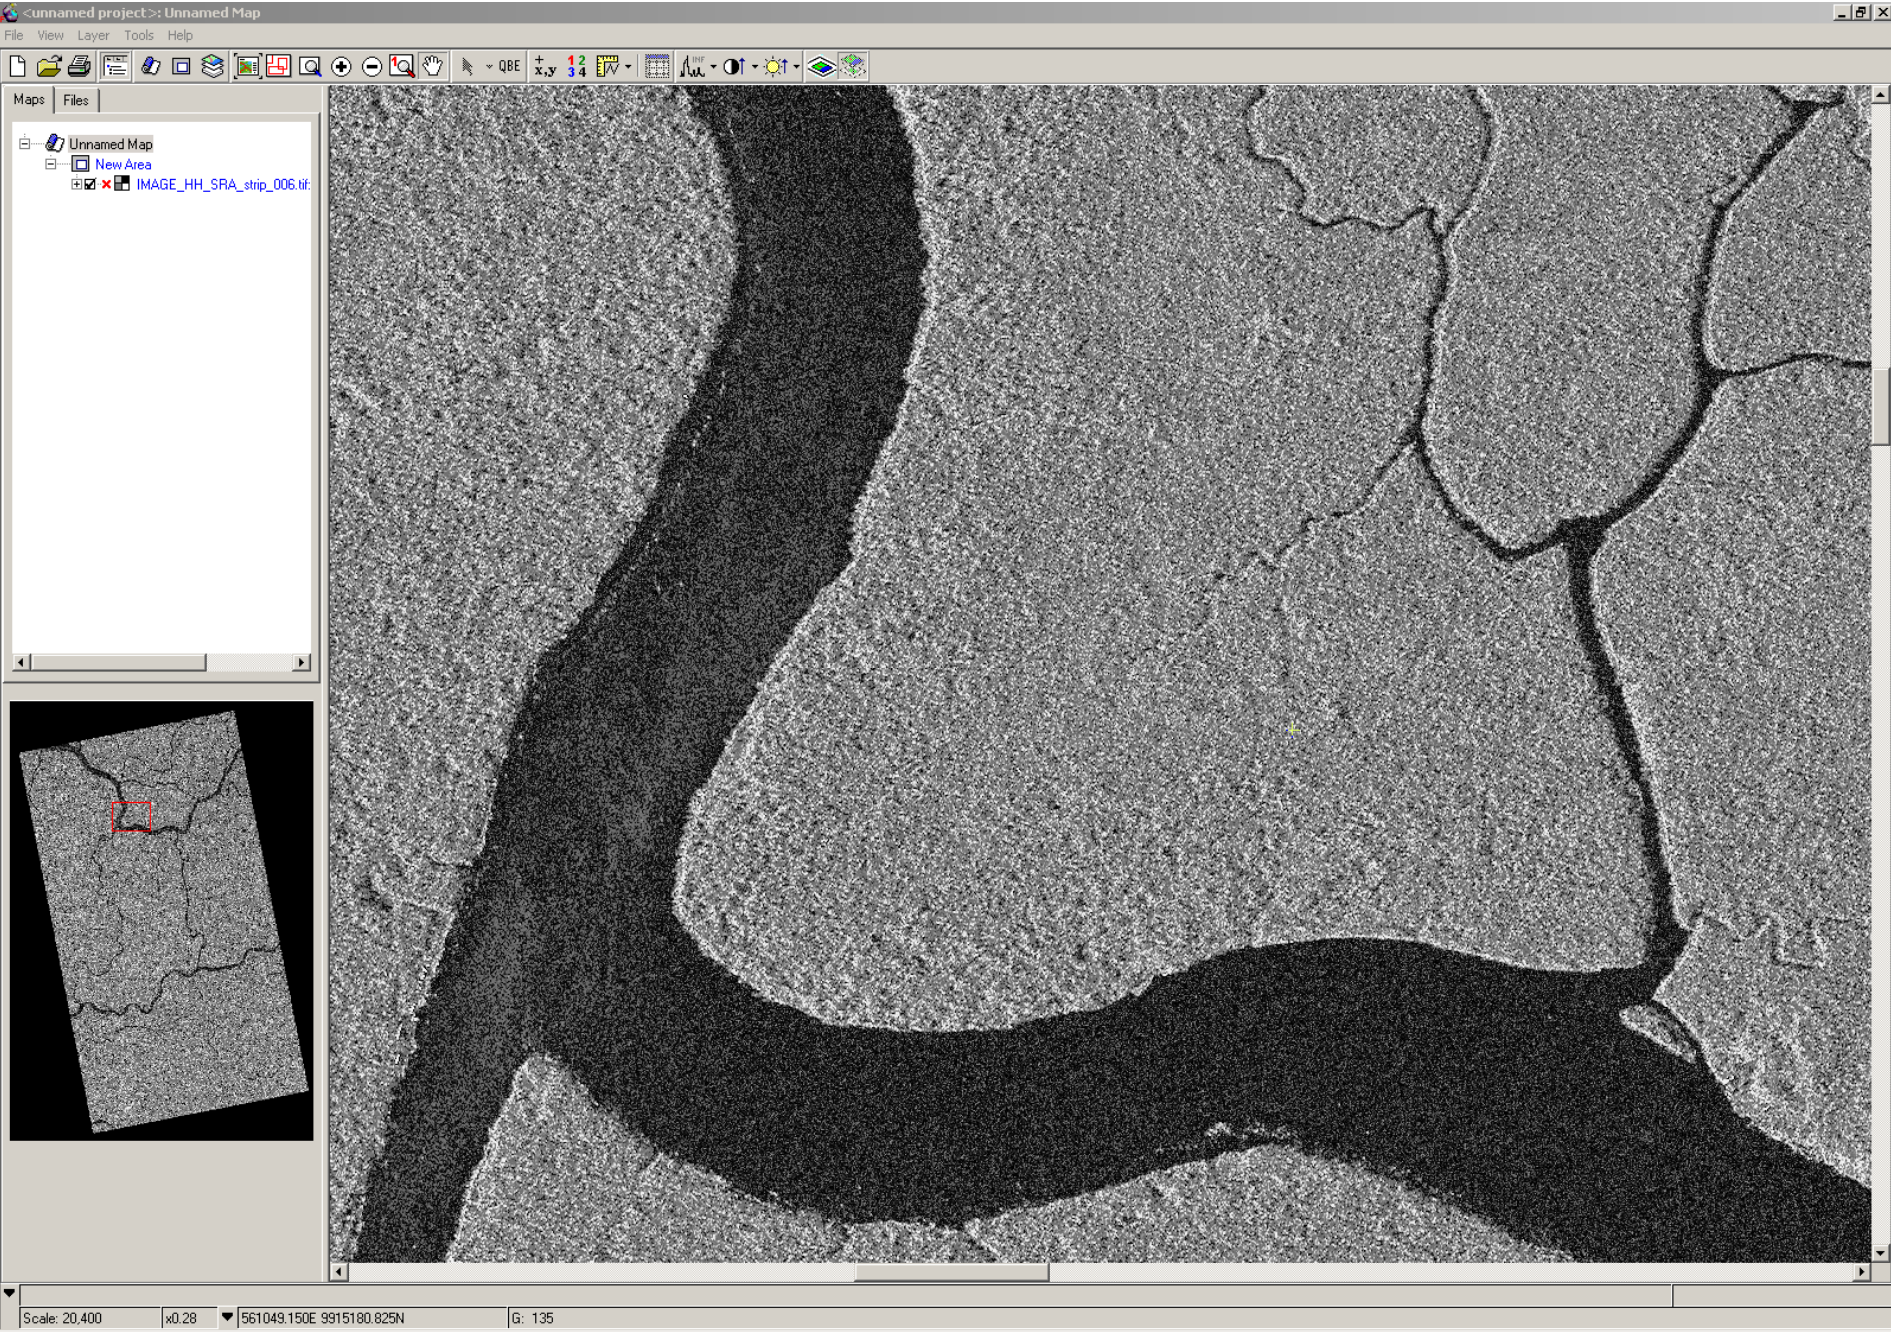 <unnamed project>: Unnamed Map
File View Layer Tools Help
QBE
x,y
1 2
3 4
INF
Maps Files
Unnamed Map
New Area
IMAGE_HH_SRA_strip_006.tif:
Scale: 20,400 x0.28 561049.150E 9915180.825N G: 135